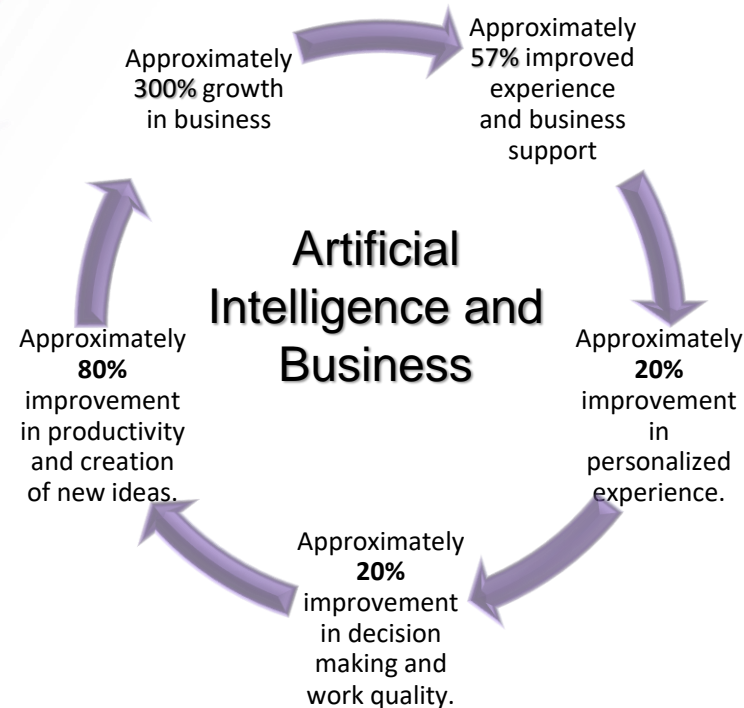 Approximately
300% growth
in business
Approximately
57% improved
experience
and business
support
Approximately
20%
improvement
in
personalized
experience.
Approximately
20%
improvement
in decision
making and
work quality.
Approximately
80%
improvement
in productivity
and creation
of new ideas.
Artificial
Intelligence and
Business